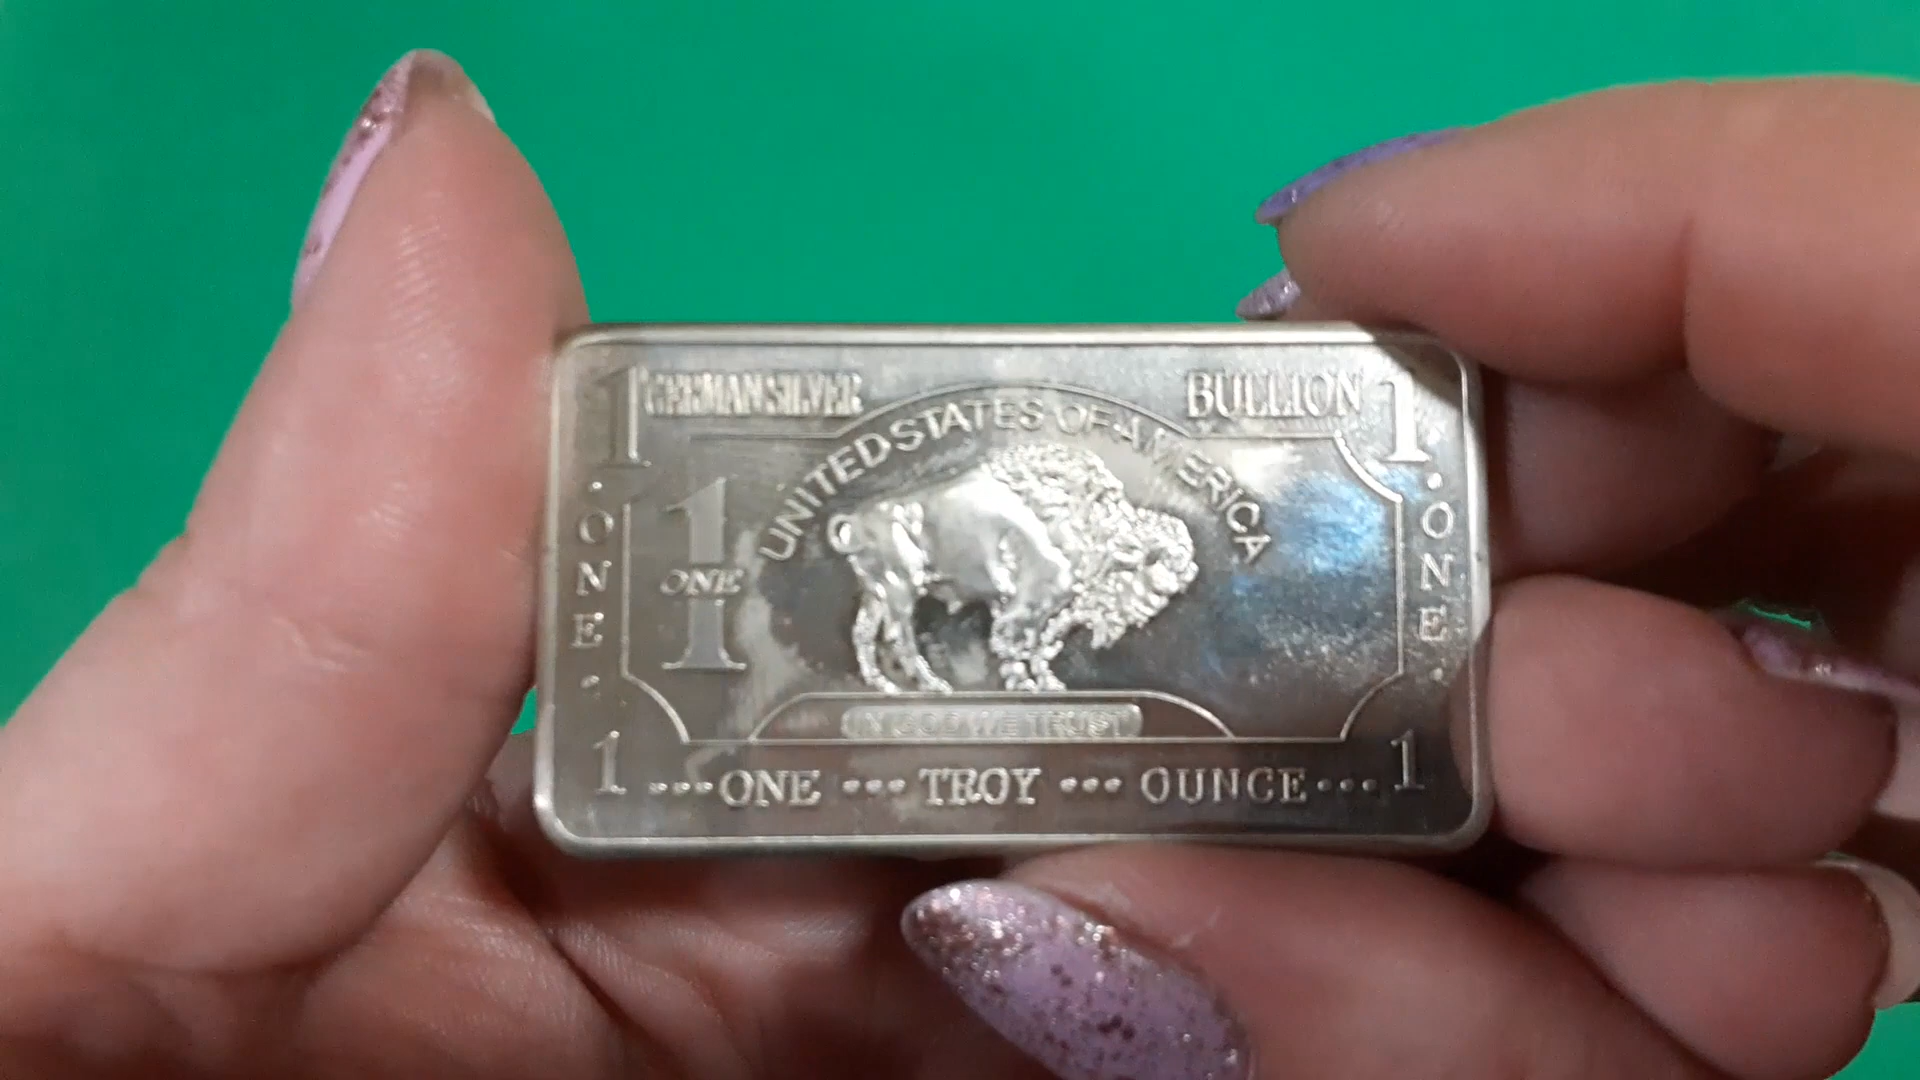 1 GERMAN SILVER BULLION 1
UNITED STATES OF AMERICA
· ONE ·
1
ONE
· ONE ·
IN GOD WE TRUST
1 ···· ONE ··· TROY ··· OUNCE ···· 1